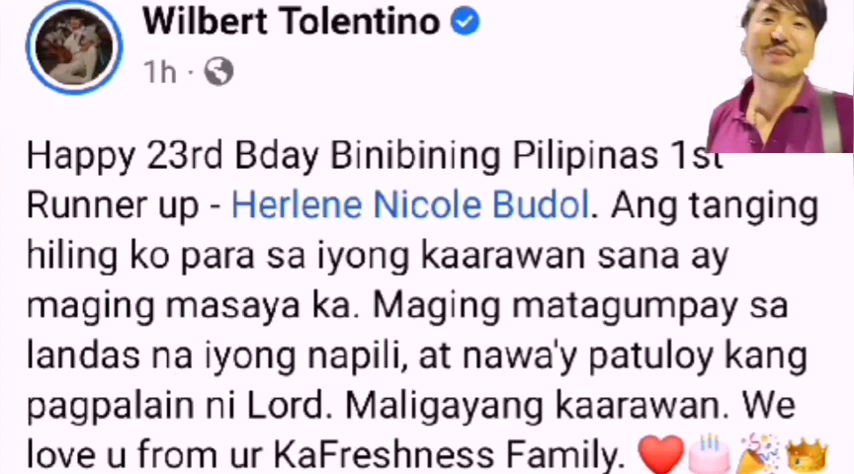 Wilbert Tolentino
1h ·
Happy 23rd Bday Binibining Pilipinas 1st
Runner up - Herlene Nicole Budol. Ang tanging
hiling ko para sa iyong kaarawan sana ay
maging masaya ka. Maging matagumpay sa
landas na iyong napili, at nawa'y patuloy kang
pagpalain ni Lord. Maligayang kaarawan. We
love u from ur KaFreshness Family. ❤️🎂🎉👑